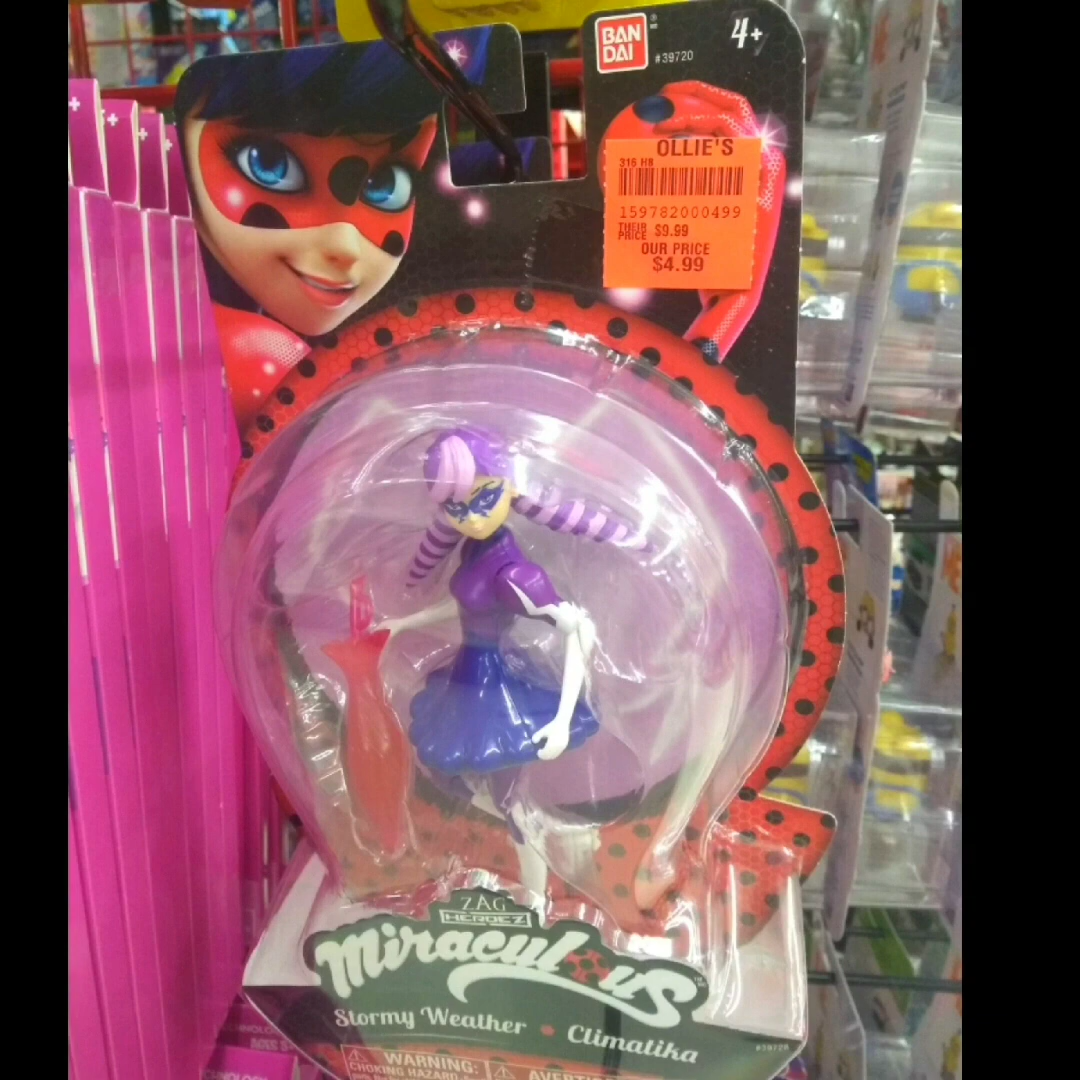 BAN
DAI
®
#39720
4+
OLLIE'S
316 HB
159782000499
THEIR
PRICE $9.99
OUR PRICE
$4.99
ZAG
HEROEZ
Miraculous
Stormy Weather • Climatika
WARNING:
CHOKING HAZARD